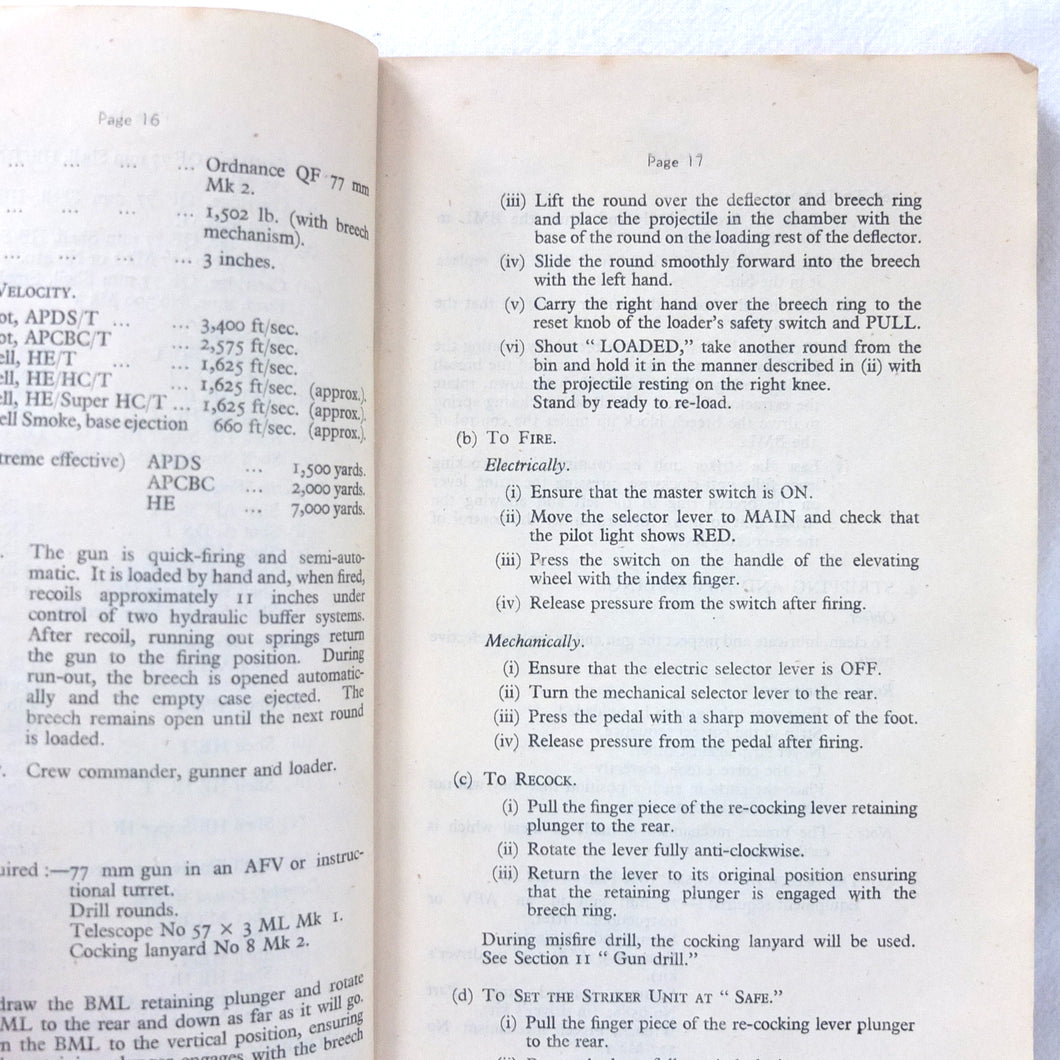 Page 16
... ... ... ... Ordnance QF 77 mm
Mk 2.
... ... ... ... 1,502 lb. (with breech
mechanism).
... ... ... ... 3 inches.
VELOCITY.
ot, APDS/T ... ... 3,400 ft/sec.
ot, APCBC/T ... 2,575 ft/sec.
ell, HE/T ... 1,625 ft/sec.
ell, HE/HC/T ... 1,625 ft/sec. (approx.).
ell, HE/Super HC/T ... 1,625 ft/sec. (approx.).
ell Smoke, base ejection 660 ft/sec. (approx.).
treme effective) APDS ... 1,500 yards.
APCBC ... 2,000 yards.
HE ... 7,000 yards.
The gun is quick-firing and semi-auto-
matic. It is loaded by hand and, when fired,
recoils approximately 11 inches under
control of two hydraulic buffer systems.
After recoil, running out springs return
the gun to the firing position. During
run-out, the breech is opened automatic-
ally and the empty case ejected. The
breech remains open until the next round
is loaded.
Crew commander, gunner and loader.
uired :—77 mm gun in an AFV or instruc-
tional turret.
Drill rounds.
Telescope No 57 × 3 ML Mk 1.
Cocking lanyard No 8 Mk 2.
draw the BML retaining plunger and rotate
ML to the rear and down as far as it will go.
n the BML to the vertical position, ensuring
engages with the breech
Page 17
(iii) Lift the round over the deflector and breech ring
and place the projectile in the chamber with the
base of the round on the loading rest of the deflector.
(iv) Slide the round smoothly forward into the breech
with the left hand.
(v) Carry the right hand over the breech ring to the
reset knob of the loader's safety switch and PULL.
(vi) Shout " LOADED," take another round from the
bin and hold it in the manner described in (ii) with
the projectile resting on the right knee.
Stand by ready to re-load.
(b) TO FIRE.
Electrically.
(i) Ensure that the master switch is ON.
(ii) Move the selector lever to MAIN and check that
the pilot light shows RED.
(iii) Press the switch on the handle of the elevating
wheel with the index finger.
(iv) Release pressure from the switch after firing.
Mechanically.
(i) Ensure that the electric selector lever is OFF.
(ii) Turn the mechanical selector lever to the rear.
(iii) Press the pedal with a sharp movement of the foot.
(iv) Release pressure from the pedal after firing.
(c) TO RECOCK.
(i) Pull the finger piece of the re-cocking lever retaining
plunger to the rear.
(ii) Rotate the lever fully anti-clockwise.
(iii) Return the lever to its original position ensuring
that the retaining plunger is engaged with the
breech ring.
During misfire drill, the cocking lanyard will be used.
See Section 11 " Gun drill."
(d) TO SET THE STRIKER UNIT AT " SAFE."
(i) Pull the finger piece of the re-cocking lever plunger
to the rear.